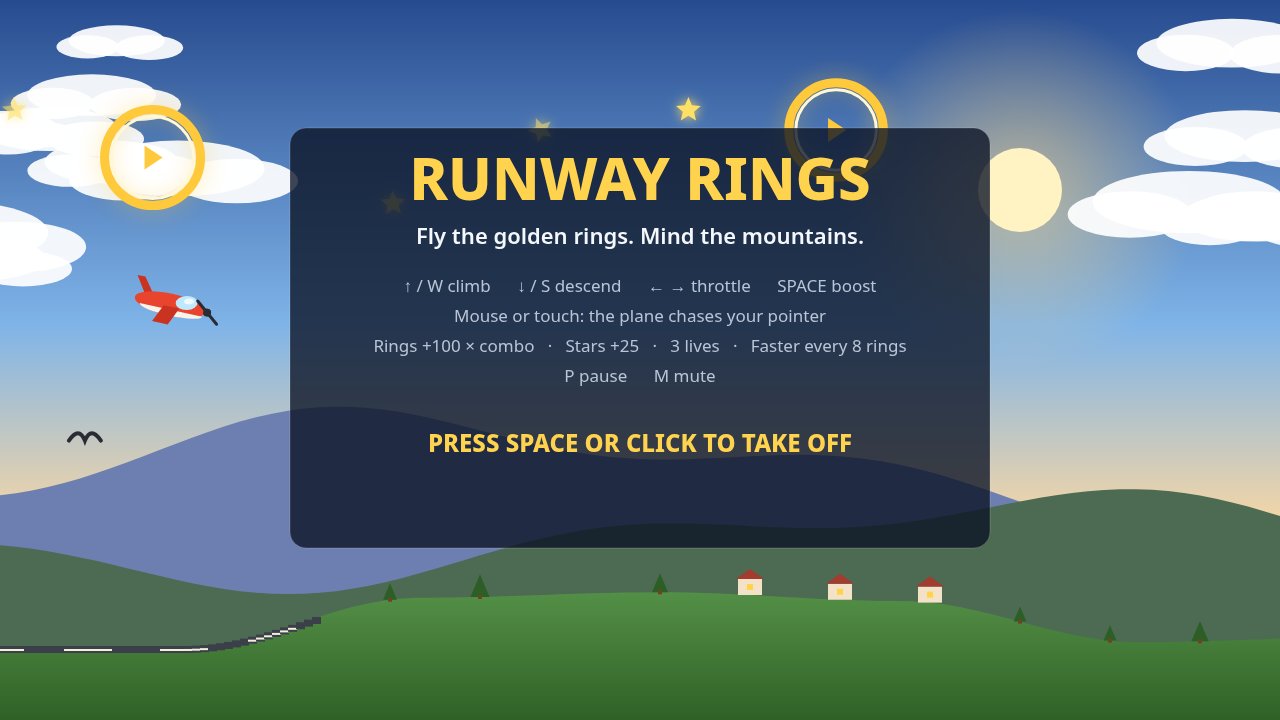 RUNWAY RINGS
Fly the golden rings. Mind the mountains.
↑ / W climb ↓ / S descend ← → throttle SPACE boost
Mouse or touch: the plane chases your pointer
Rings +100 × combo · Stars +25 · 3 lives · Faster every 8 rings
P pause M mute
PRESS SPACE OR CLICK TO TAKE OFF